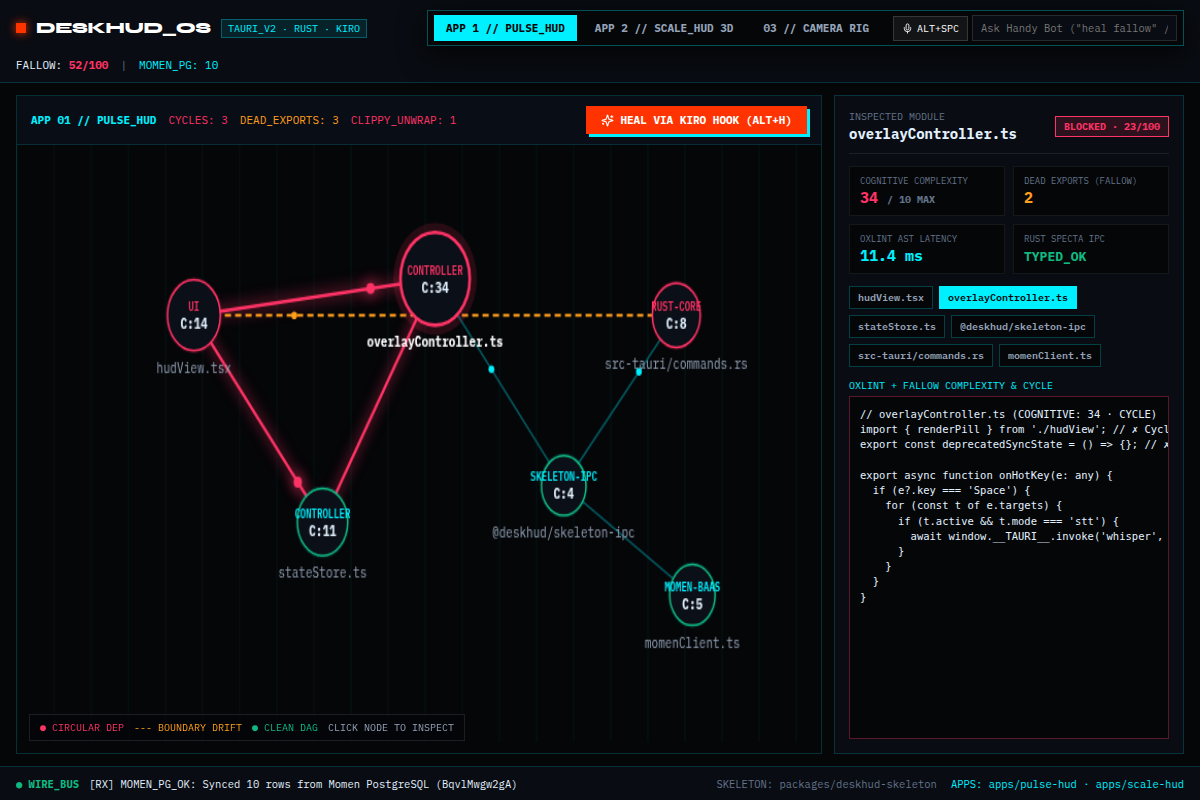 DESKHUD_OS
TAURI_V2 · RUST · KIRO
APP 1 // PULSE_HUD
APP 2 // SCALE_HUD 3D
03 // CAMERA RIG
ALT+SPC
Ask Handy Bot ("heal fallow" /
FALLOW: 52/100 | MOMEN_PG: 10
APP 01 // PULSE_HUD CYCLES: 3 DEAD_EXPORTS: 3 CLIPPY_UNWRAP: 1
HEAL VIA KIRO HOOK (ALT+H)
CONTROLLER
C:34
overlayController.ts
UI
C:14
hudView.tsx
RUST-CORE
C:8
src-tauri/commands.rs
SKELETON-IPC
C:4
@deskhud/skeleton-ipc
CONTROLLER
C:11
stateStore.ts
MOMEN-BAAS
C:5
momenClient.ts
CIRCULAR DEP --- BOUNDARY DRIFT CLEAN DAG CLICK NODE TO INSPECT
INSPECTED MODULE
overlayController.ts
BLOCKED · 23/100
COGNITIVE COMPLEXITY
34 / 10 MAX
DEAD EXPORTS (FALLOW)
2
OXLINT AST LATENCY
11.4 ms
RUST SPECTA IPC
TYPED_OK
hudView.tsx
overlayController.ts
stateStore.ts
@deskhud/skeleton-ipc
src-tauri/commands.rs
momenClient.ts
OXLINT + FALLOW COMPLEXITY & CYCLE
// overlayController.ts (COGNITIVE: 34 · CYCLE)
import { renderPill } from './hudView'; // ✗ Cycl
export const deprecatedSyncState = () => {}; // ✗
export async function onHotKey(e: any) {
if (e?.key === 'Space') {
for (const t of e.targets) {
if (t.active && t.mode === 'stt') {
await window.__TAURI__.invoke('whisper',
}
}
}
}
WIRE_BUS [RX] MOMEN_PG_OK: Synced 10 rows from Momen PostgreSQL (BqvlMwgw2gA)
SKELETON: packages/deskhud-skeleton
APPS: apps/pulse-hud · apps/scale-hud